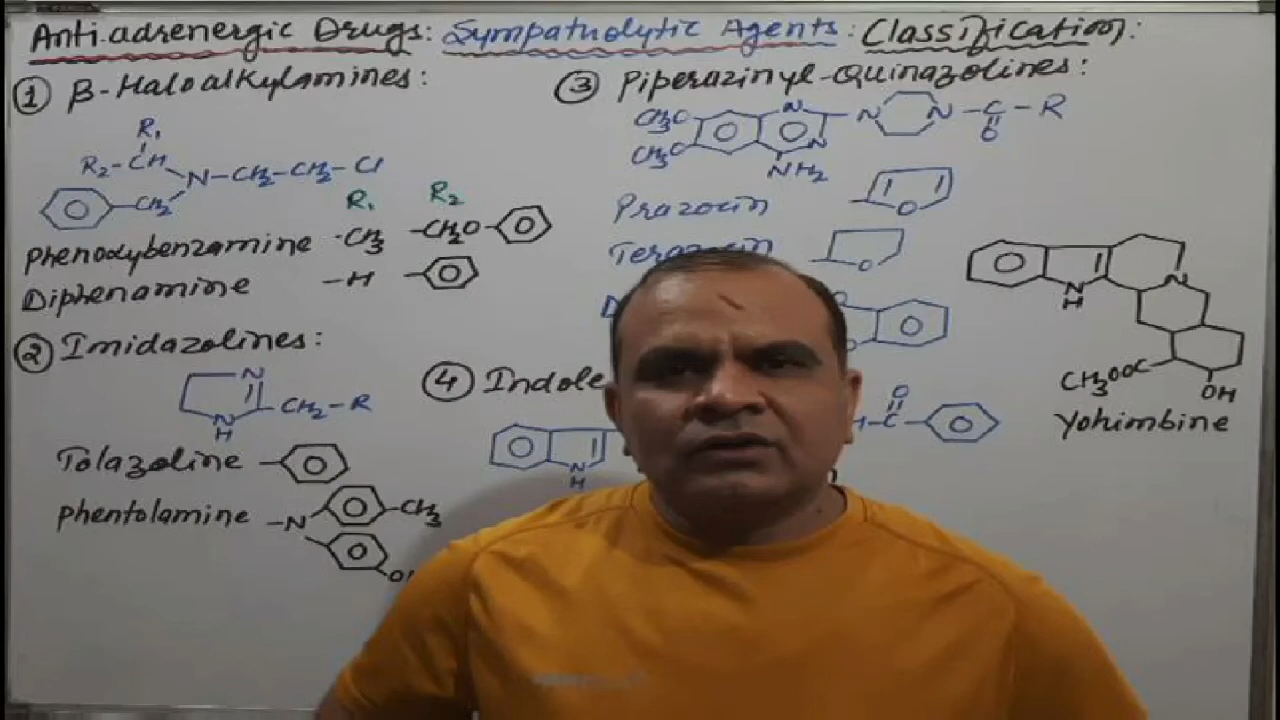 Anti-adrenergic Drugs: Sympatholytic Agents: Classification:
① β-Haloalkylamines:
R₁
R₂-CH
N-CH₂-CH₂-Cl
CH₂
R₁ R₂
Phenoxybenzamine -CH₃ -CH₂O-
Diphenamine -H
② Imidazolines:
N
N
H
CH₂-R
Tolazoline
Phentolamine -N
CH₃
③ Piperazinyl-Quinazolines:
CH₃O
CH₃O
N
N
NH₂
N N-C-R
O
Prazocin
O
Terazocin
O
④ Indole
N
H
C
O
N
H
N
CH₃OOC
OH
Yohimbine